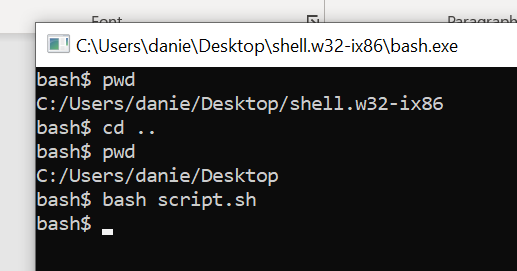 Font
Paragraph
C:\Users\danie\Desktop\shell.w32-ix86\bash.exe
bash$ pwd
C:/Users/danie/Desktop/shell.w32-ix86
bash$ cd ..
bash$ pwd
C:/Users/danie/Desktop
bash$ bash script.sh
bash$